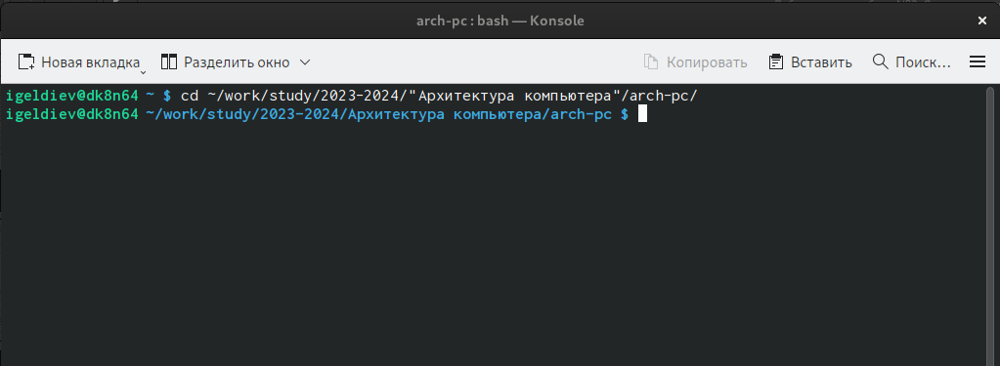 arch-pc : bash — Konsole
Новая вкладка Разделить окно Копировать Вставить Поиск...
igeldiev@dk8n64 ~ $ cd ~/work/study/2023-2024/"Архитектура компьютера"/arch-pc/
igeldiev@dk8n64 ~/work/study/2023-2024/Архитектура компьютера/arch-pc $